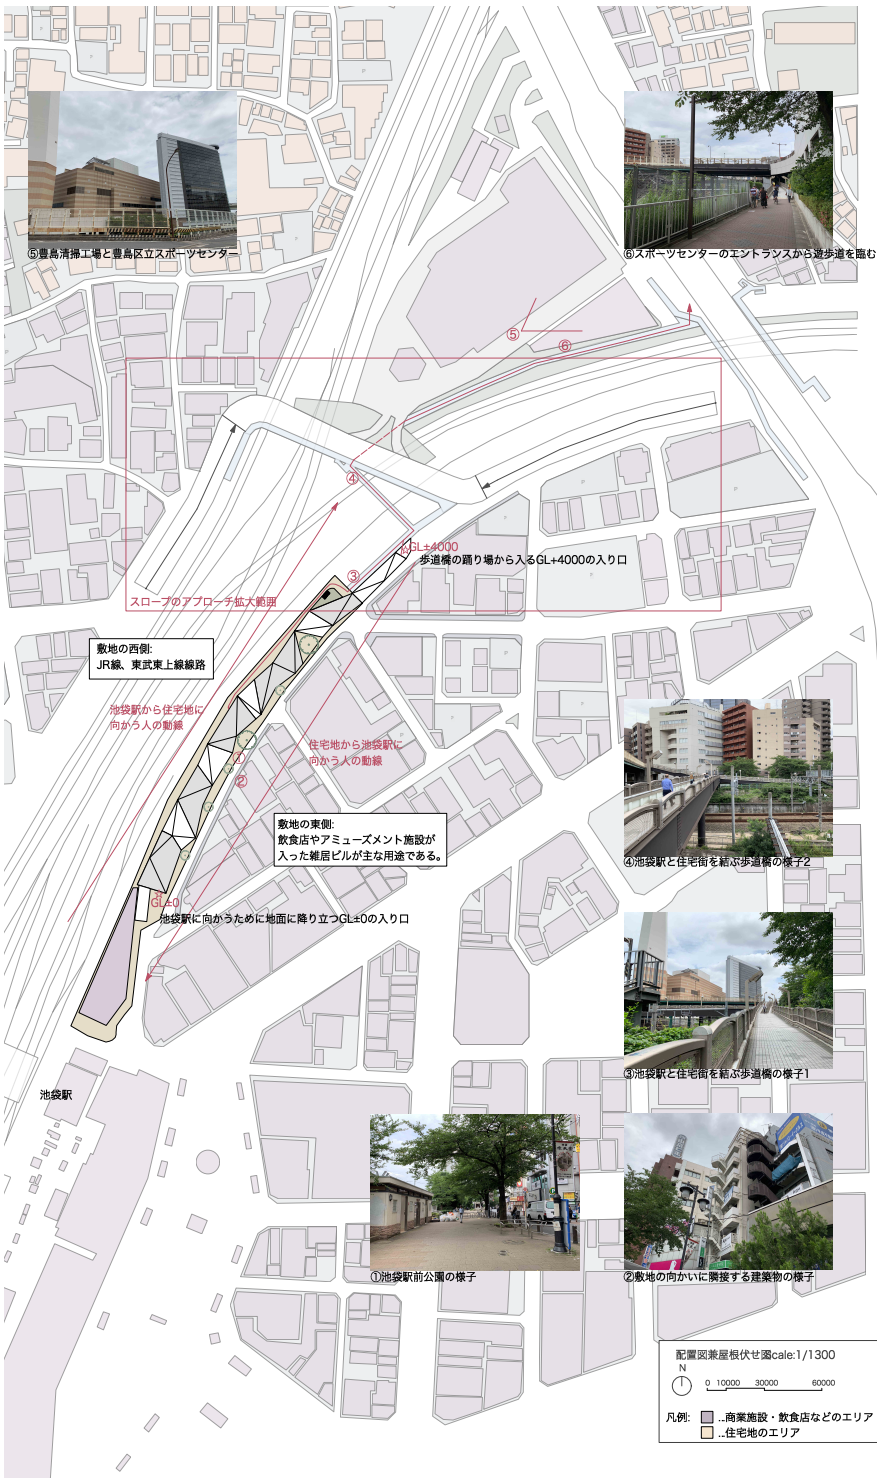 ⑤豊島清掃工場と豊島区立スポーツセンター
⑥スポーツセンターのエントランスから遊歩道を臨む
⑤
⑥
④
GL±4000
歩道橋の踊り場から入るGL+4000の入り口
③
スロープのアプローチ拡大範囲
敷地の西側:
JR線、東武東上線線路
池袋駅から住宅地に
向かう人の動線
住宅地から池袋駅に
向かう人の動線
①
②
敷地の東側:
飲食店やアミューズメント施設が
入った雑居ビルが主な用途である。
④池袋駅と住宅街を結ぶ歩道橋の様子2
GL±0
池袋駅に向かうために地面に降り立つGL±0の入り口
③池袋駅と住宅街を結ぶ歩道橋の様子1
池袋駅
①池袋駅前公園の様子
②敷地の向かいに隣接する建築物の様子
配置図兼屋根伏せ図Scale:1/1300
N
0 10000 30000 60000
凡例: …商業施設・飲食店などのエリア
…住宅地のエリア